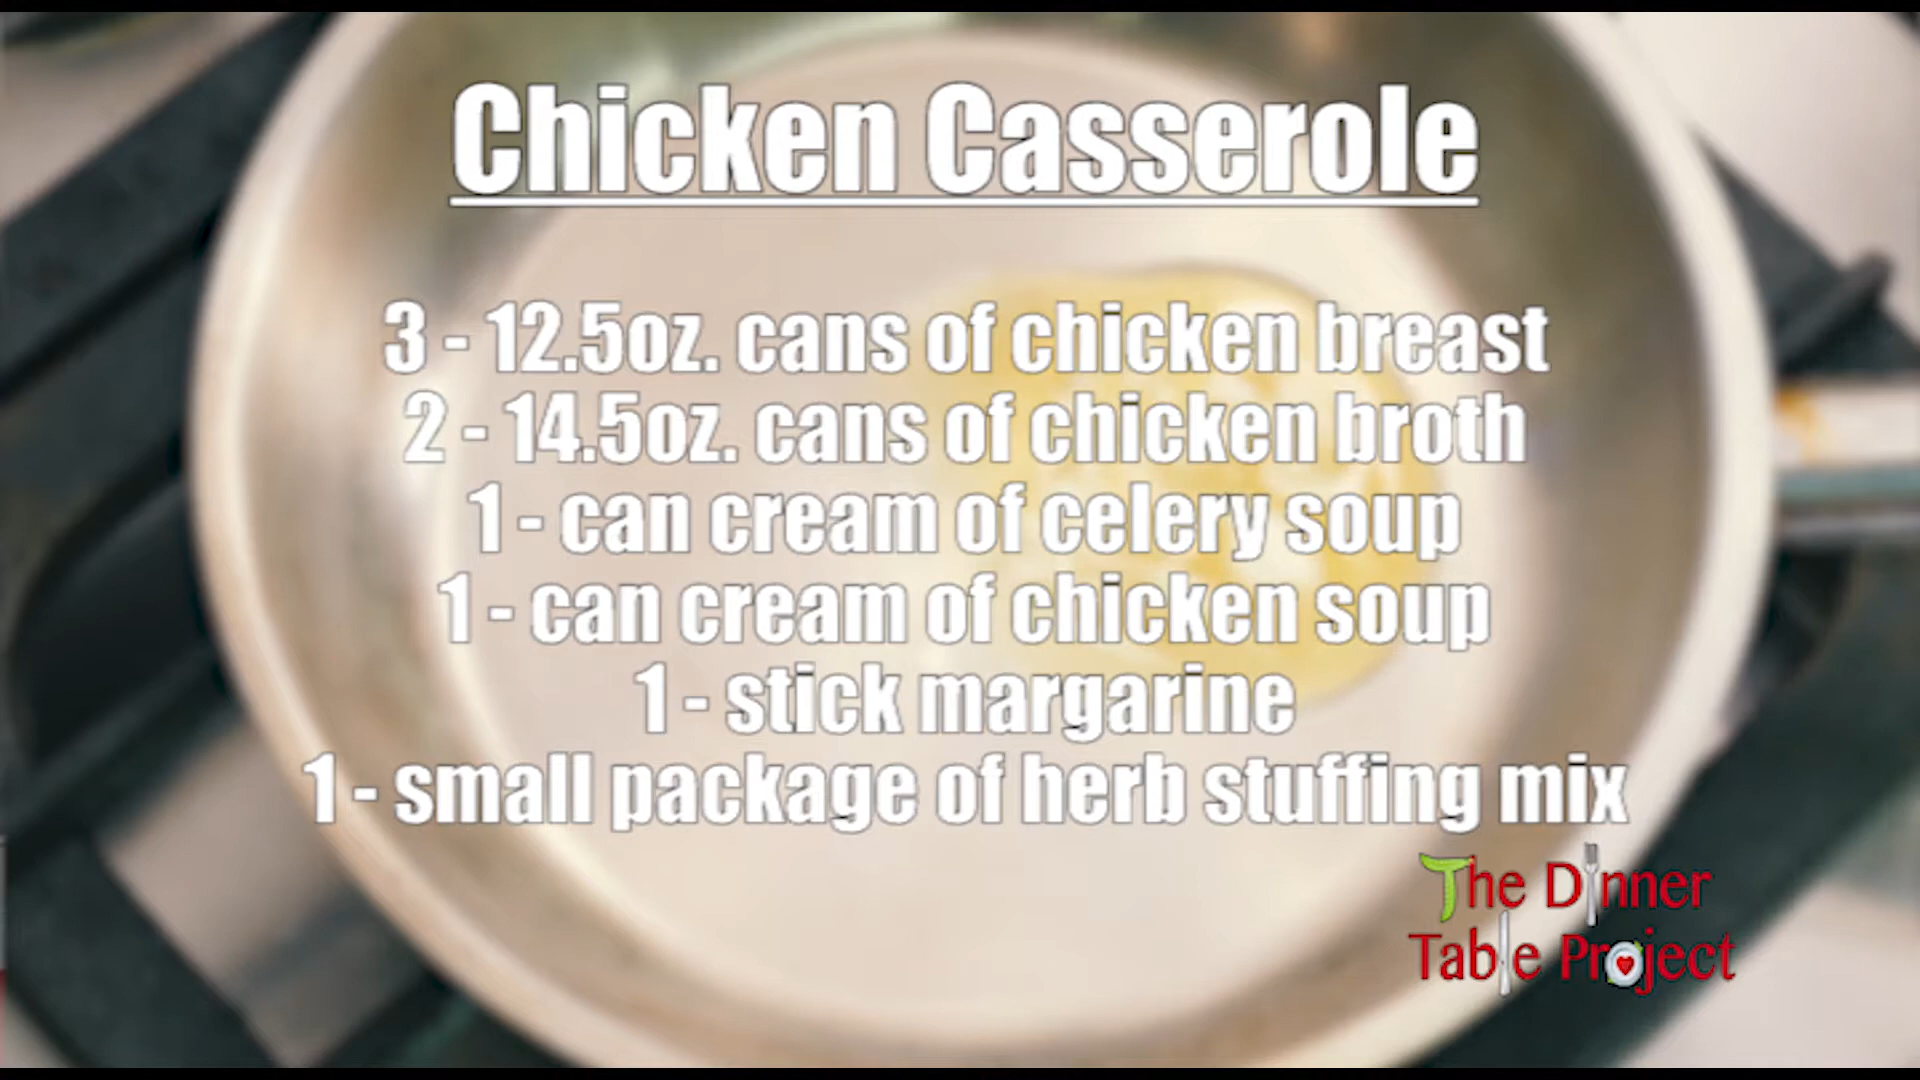 Chicken Casserole
3 - 12.5oz. cans of chicken breast
2 - 14.5oz. cans of chicken broth
1 - can cream of celery soup
1 - can cream of chicken soup
1 - stick margarine
1 - small package of herb stuffing mix
The Dinner
Table Project